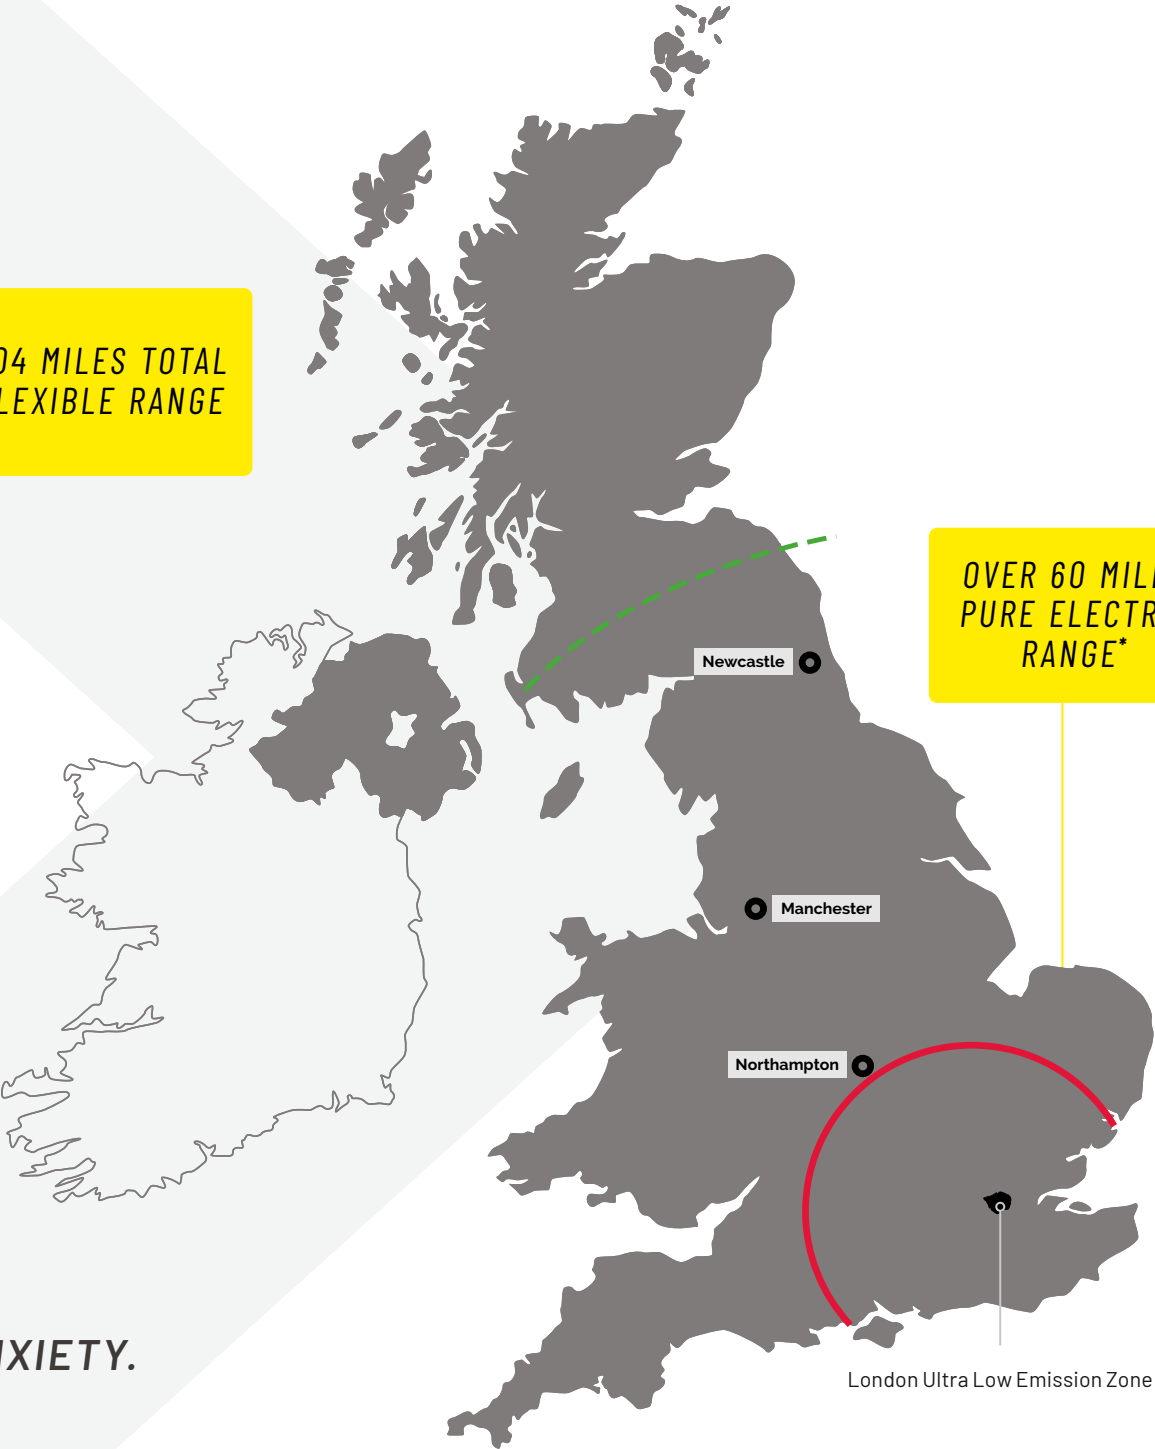 04 MILES TOTAL
LEXIBLE RANGE
OVER 60 MIL
PURE ELECTR
RANGE*
Newcastle
Manchester
Northampton
XIETY.
London Ultra Low Emission Zone